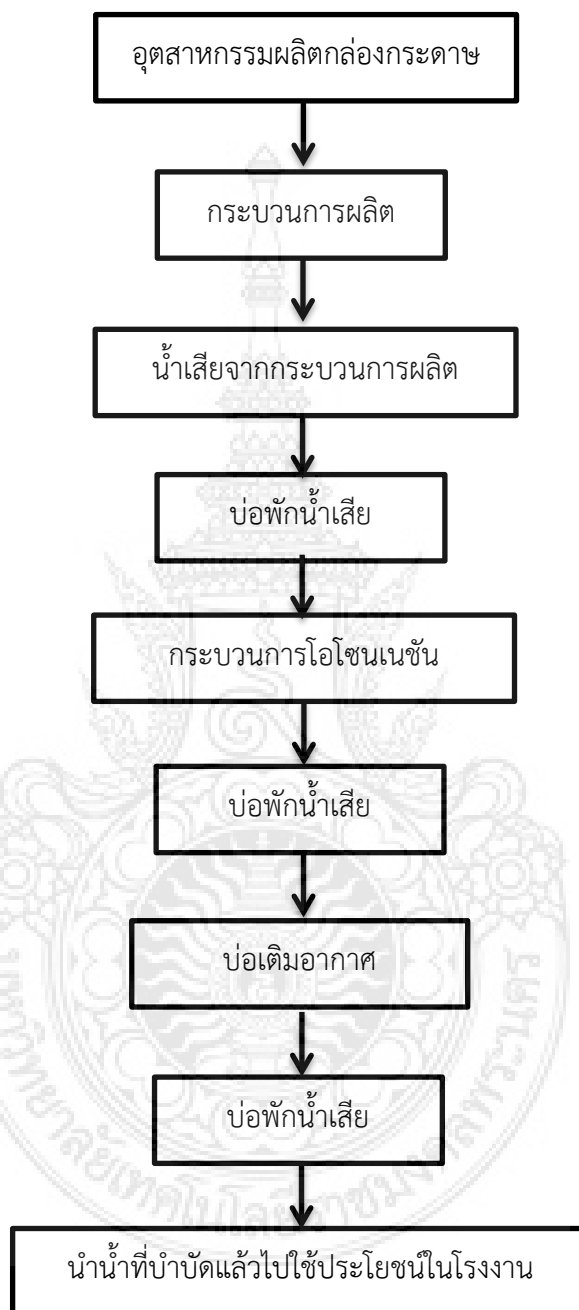 อุตสาหกรรมผลิตกล่องกระดาษ
กระบวนการผลิต
น้ำเสียจากกระบวนการผลิต
บ่อพักน้ำเสีย
กระบวนการโอโซนเนชัน
บ่อพักน้ำเสีย
บ่อเติมอากาศ
บ่อพักน้ำเสีย
นำน้ำที่บำบัดแล้วไปใช้ประโยชน์ในโรงงาน